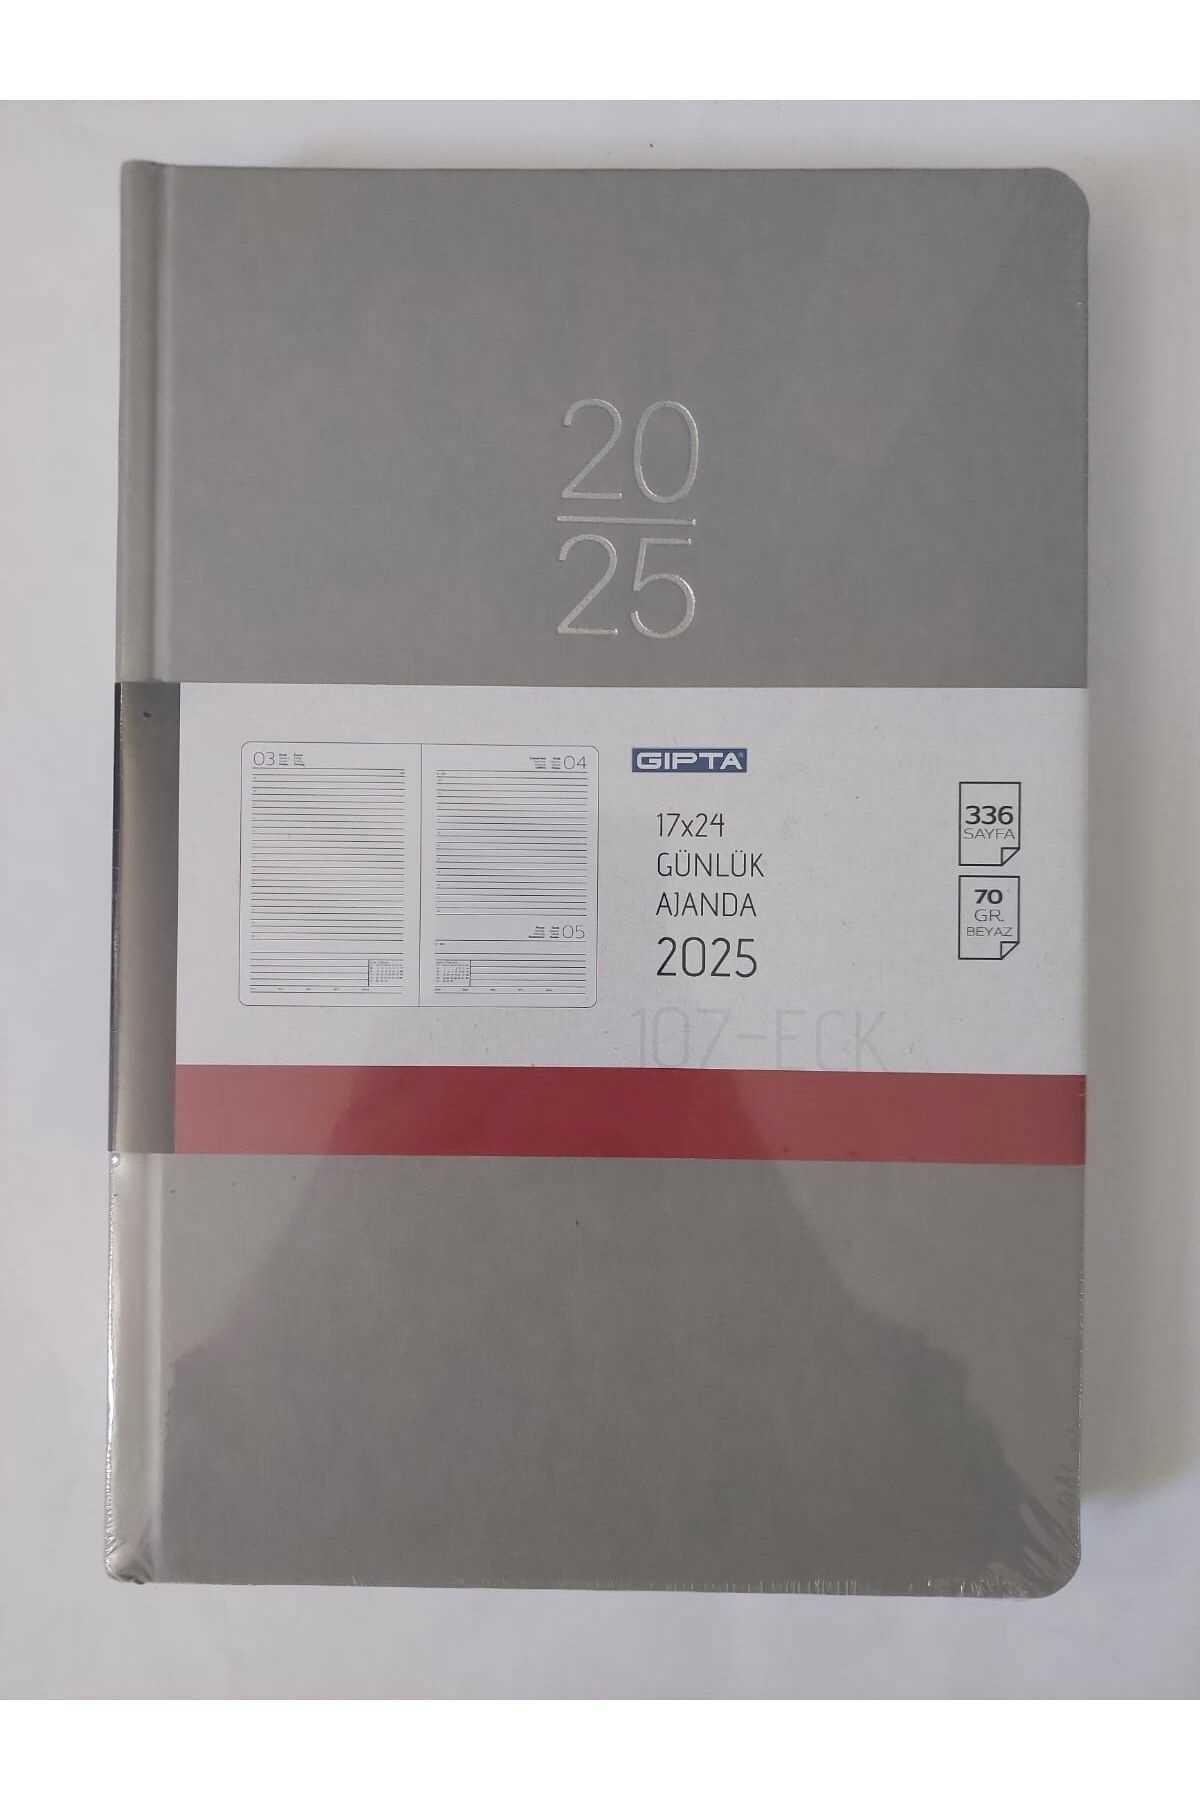 20
25
03
04
05
GIPTA
17x24
GÜNLÜK
AJANDA
2025
107-ECK
336
SAYFA
70
GR.
BEYAZ